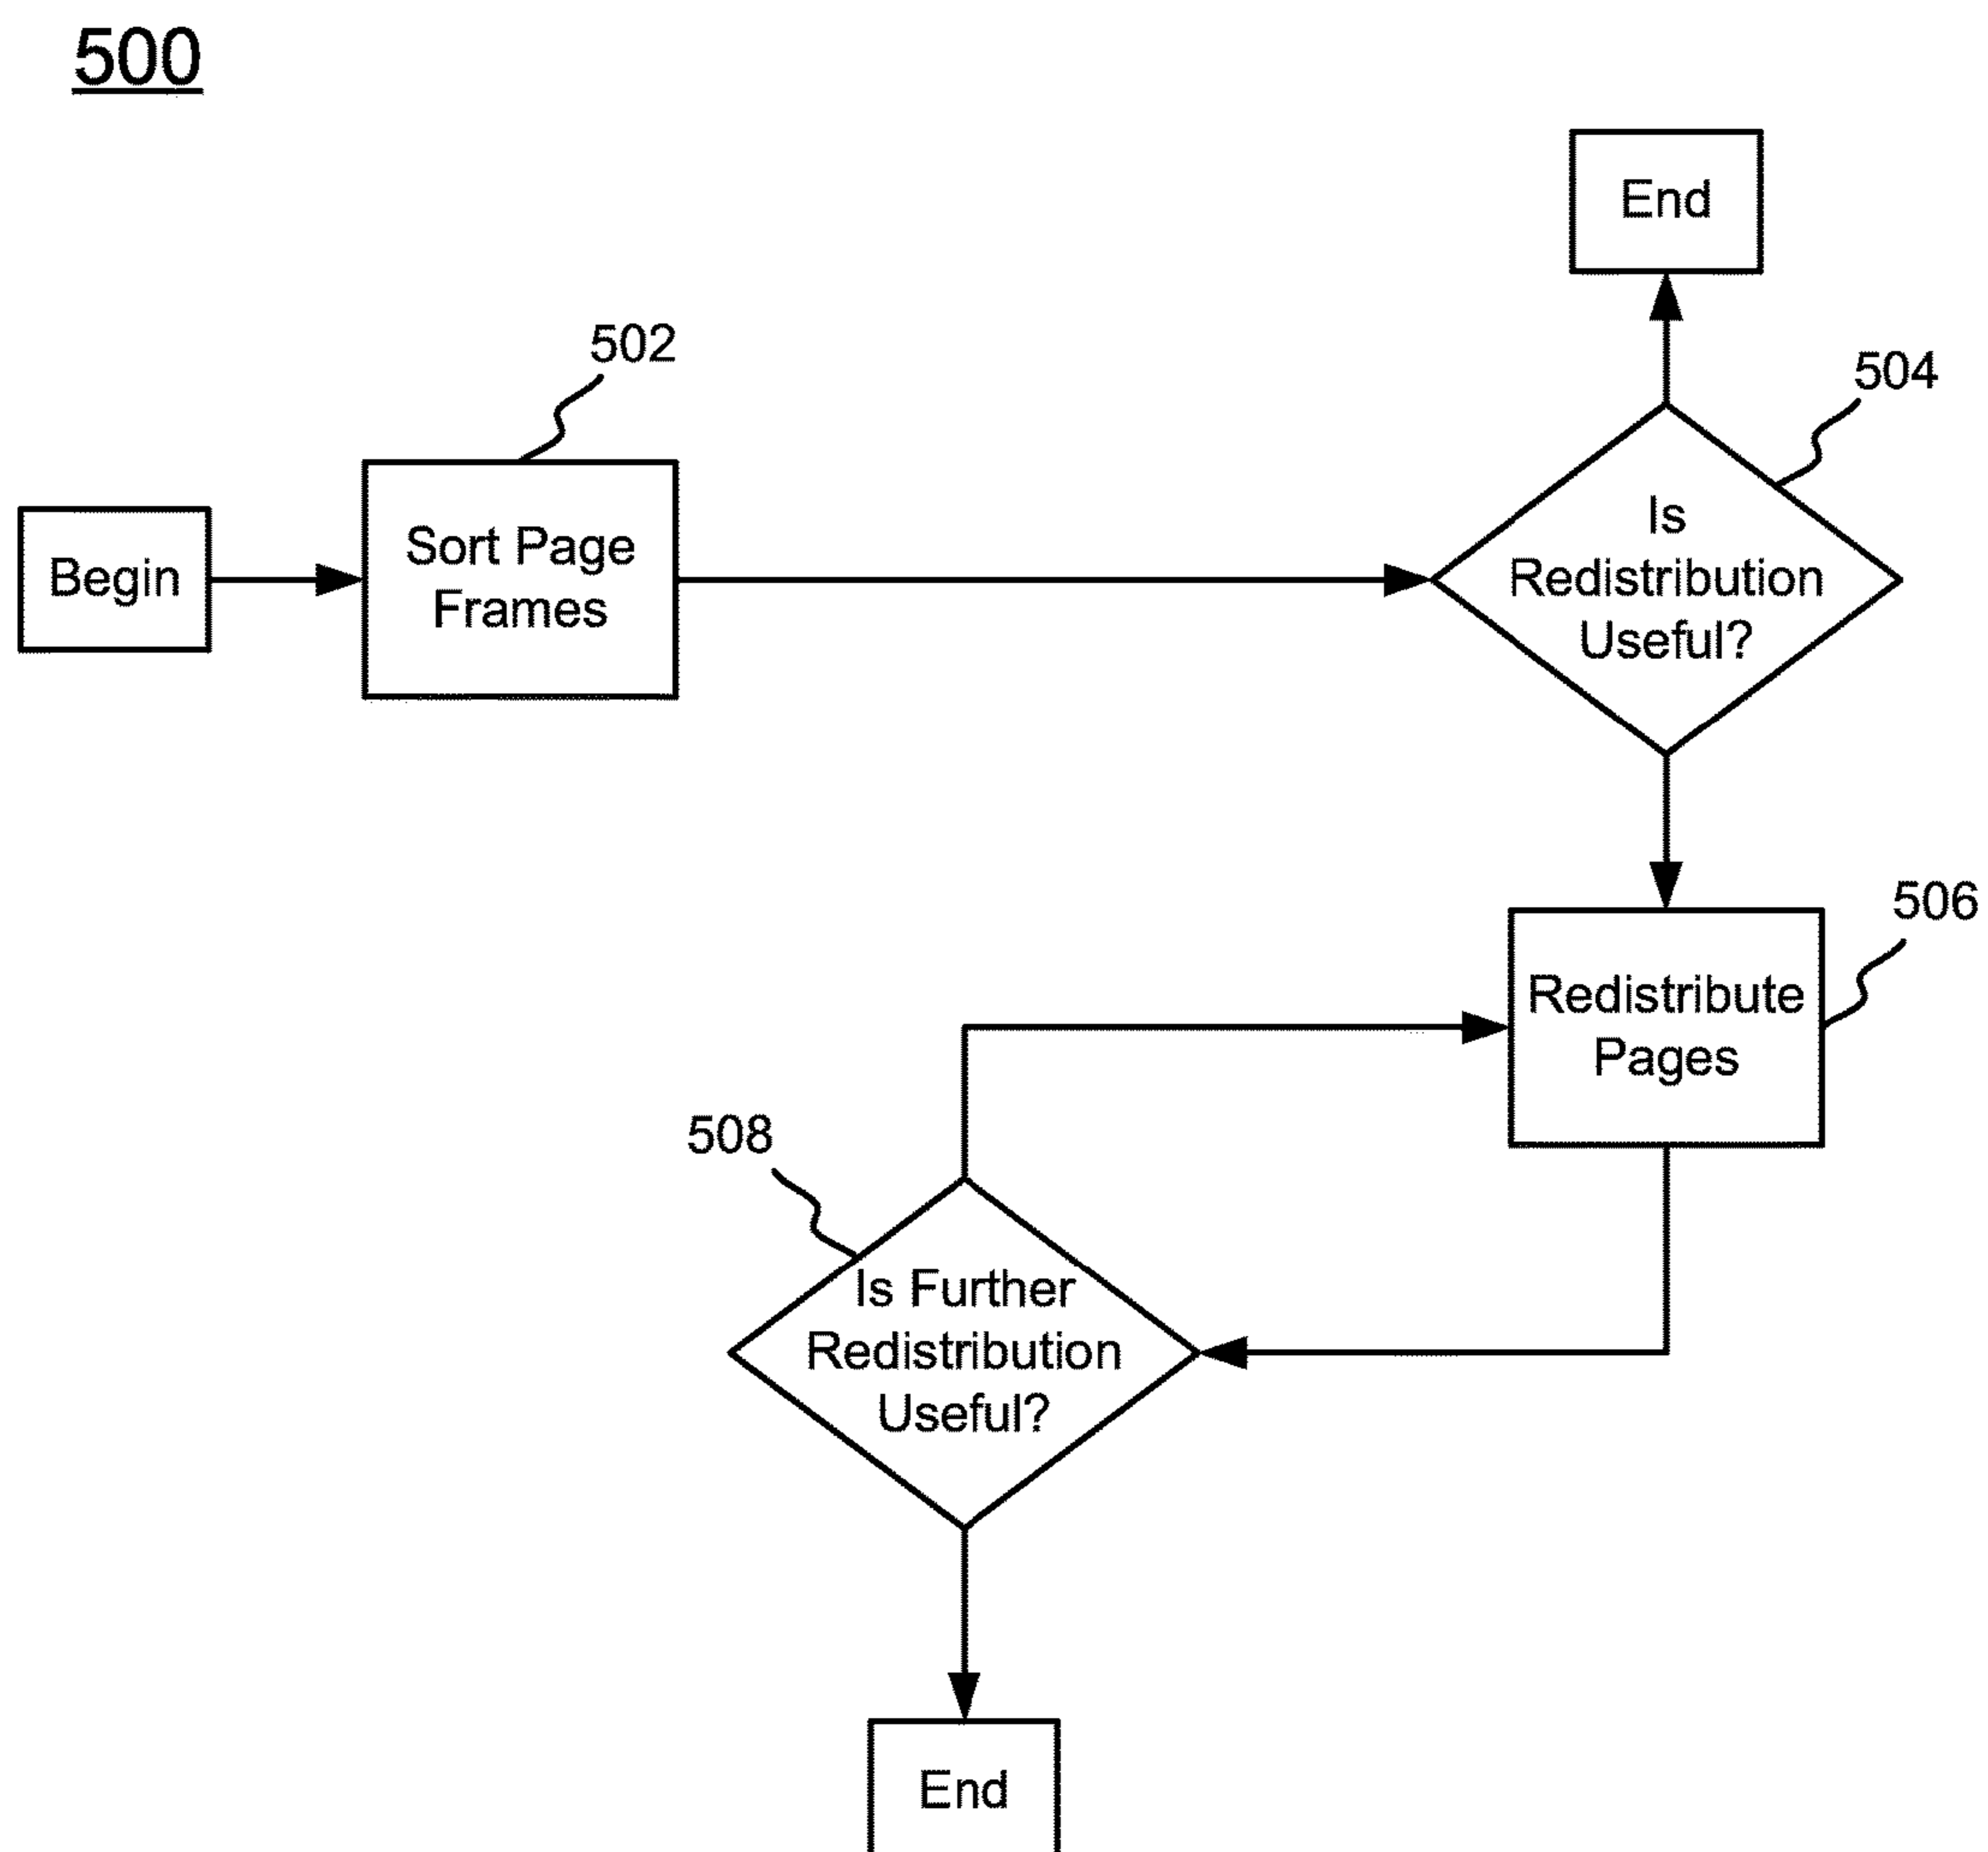 500
End
502
504
Begin
Sort Page
Frames
Is
Redistribution
Useful?
506
Redistribute
Pages
508
Is Further
Redistribution
Useful?
End